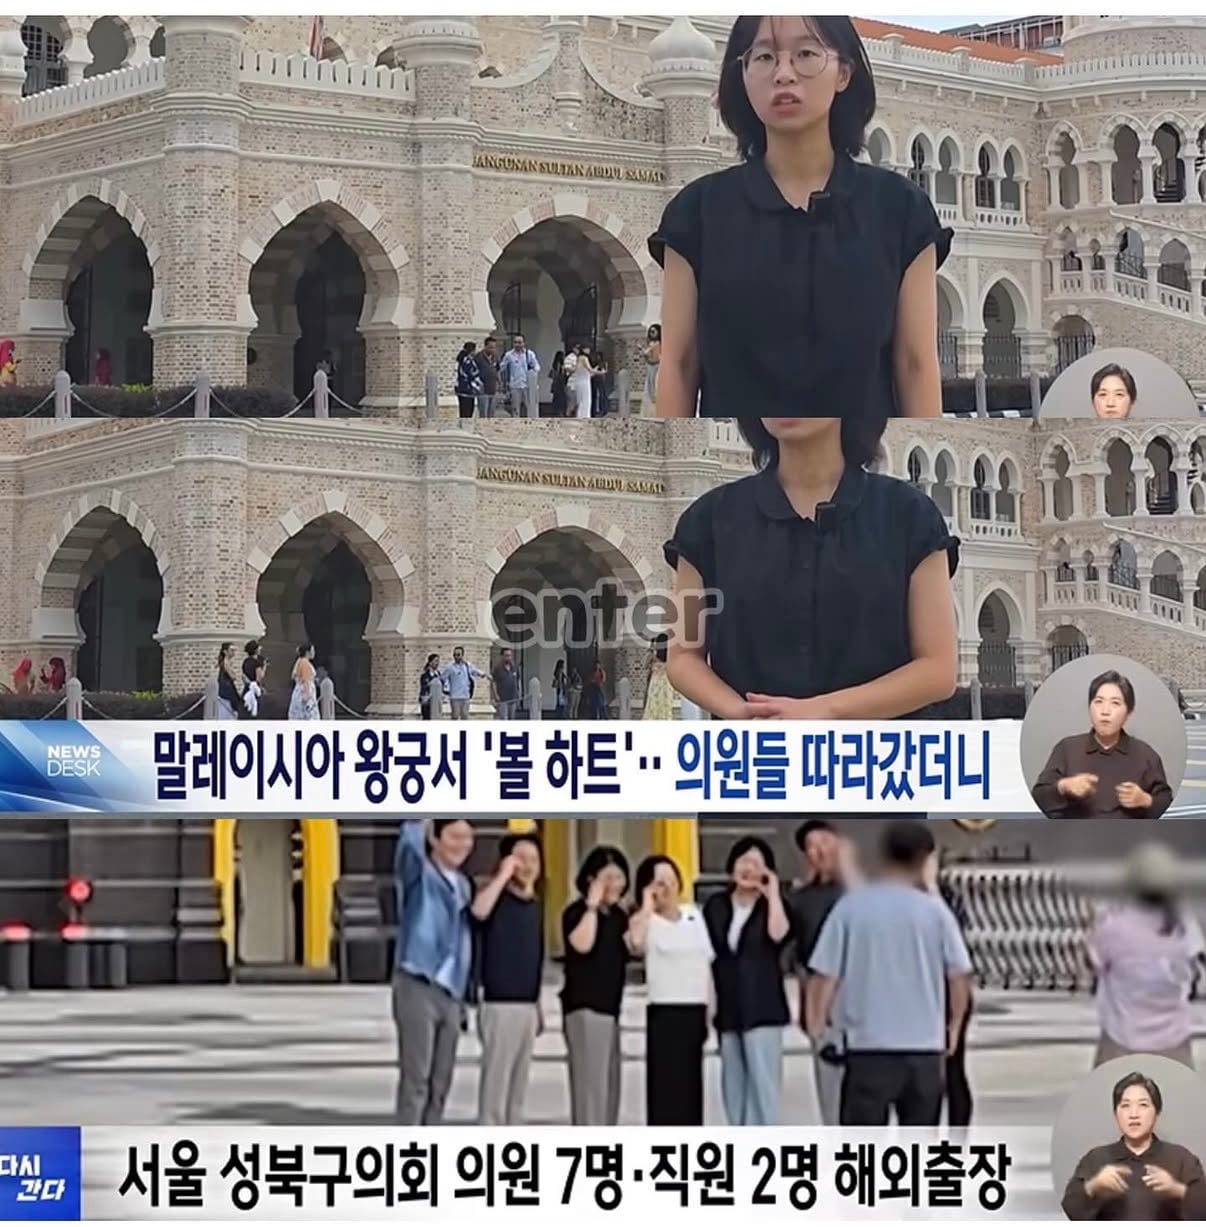 BANGUNAN SULTAN ABDUL SAMAD
BANGUNAN SULTAN ABDUL SAMAD
enter
NEWS
DESK
말레이시아 왕궁서 '볼 하트'‥ 의원들 따라갔더니
다시
간다
서울 성북구의회 의원 7명·직원 2명 해외출장